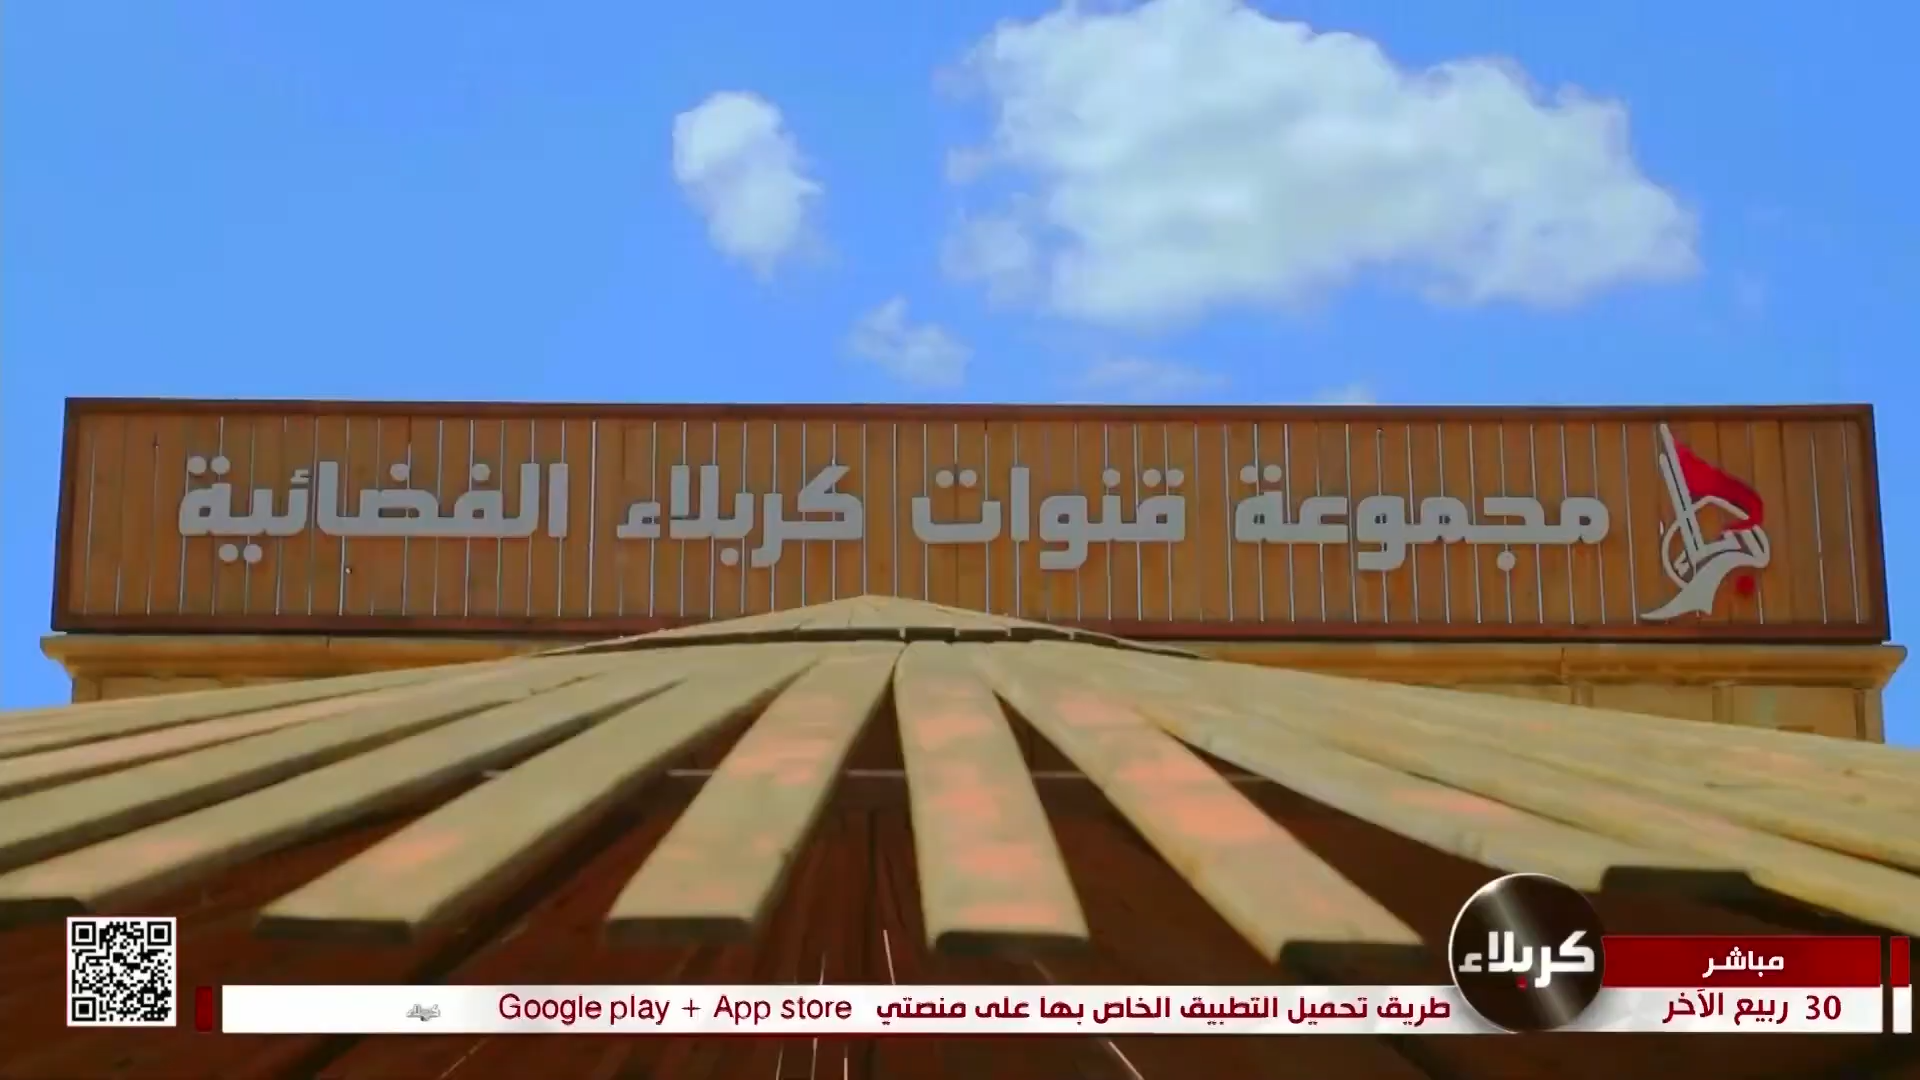 مجموعة قنوات كربلاء الفضائية
كربلاء
مباشر
30 ربيع الآخر
طريق تحميل التطبيق الخاص بها على منصتي Google play + App store